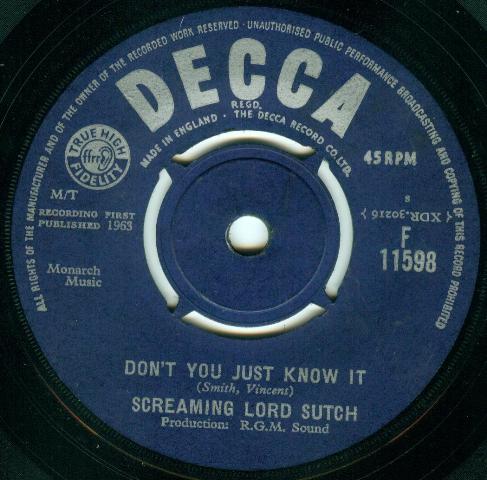 ALL RIGHTS OF THE MANUFACTURER AND OF THE OWNER OF THE RECORDED WORK RESERVED · UNAUTHORISED PUBLIC PERFORMANCE BROADCASTING AND COPYING OF THIS RECORD PROHIBITED
DECCA
REGD.
MADE IN ENGLAND · THE DECCA RECORD CO. LTD.
TRUE HIGH
ffrr
FIDELITY
45 RPM
M/T
RECORDING FIRST
PUBLISHED 1963
S
XDR-30216
F
11598
Monarch
Music
DON'T YOU JUST KNOW IT
(Smith, Vincent)
SCREAMING LORD SUTCH
Production: R.G.M. Sound